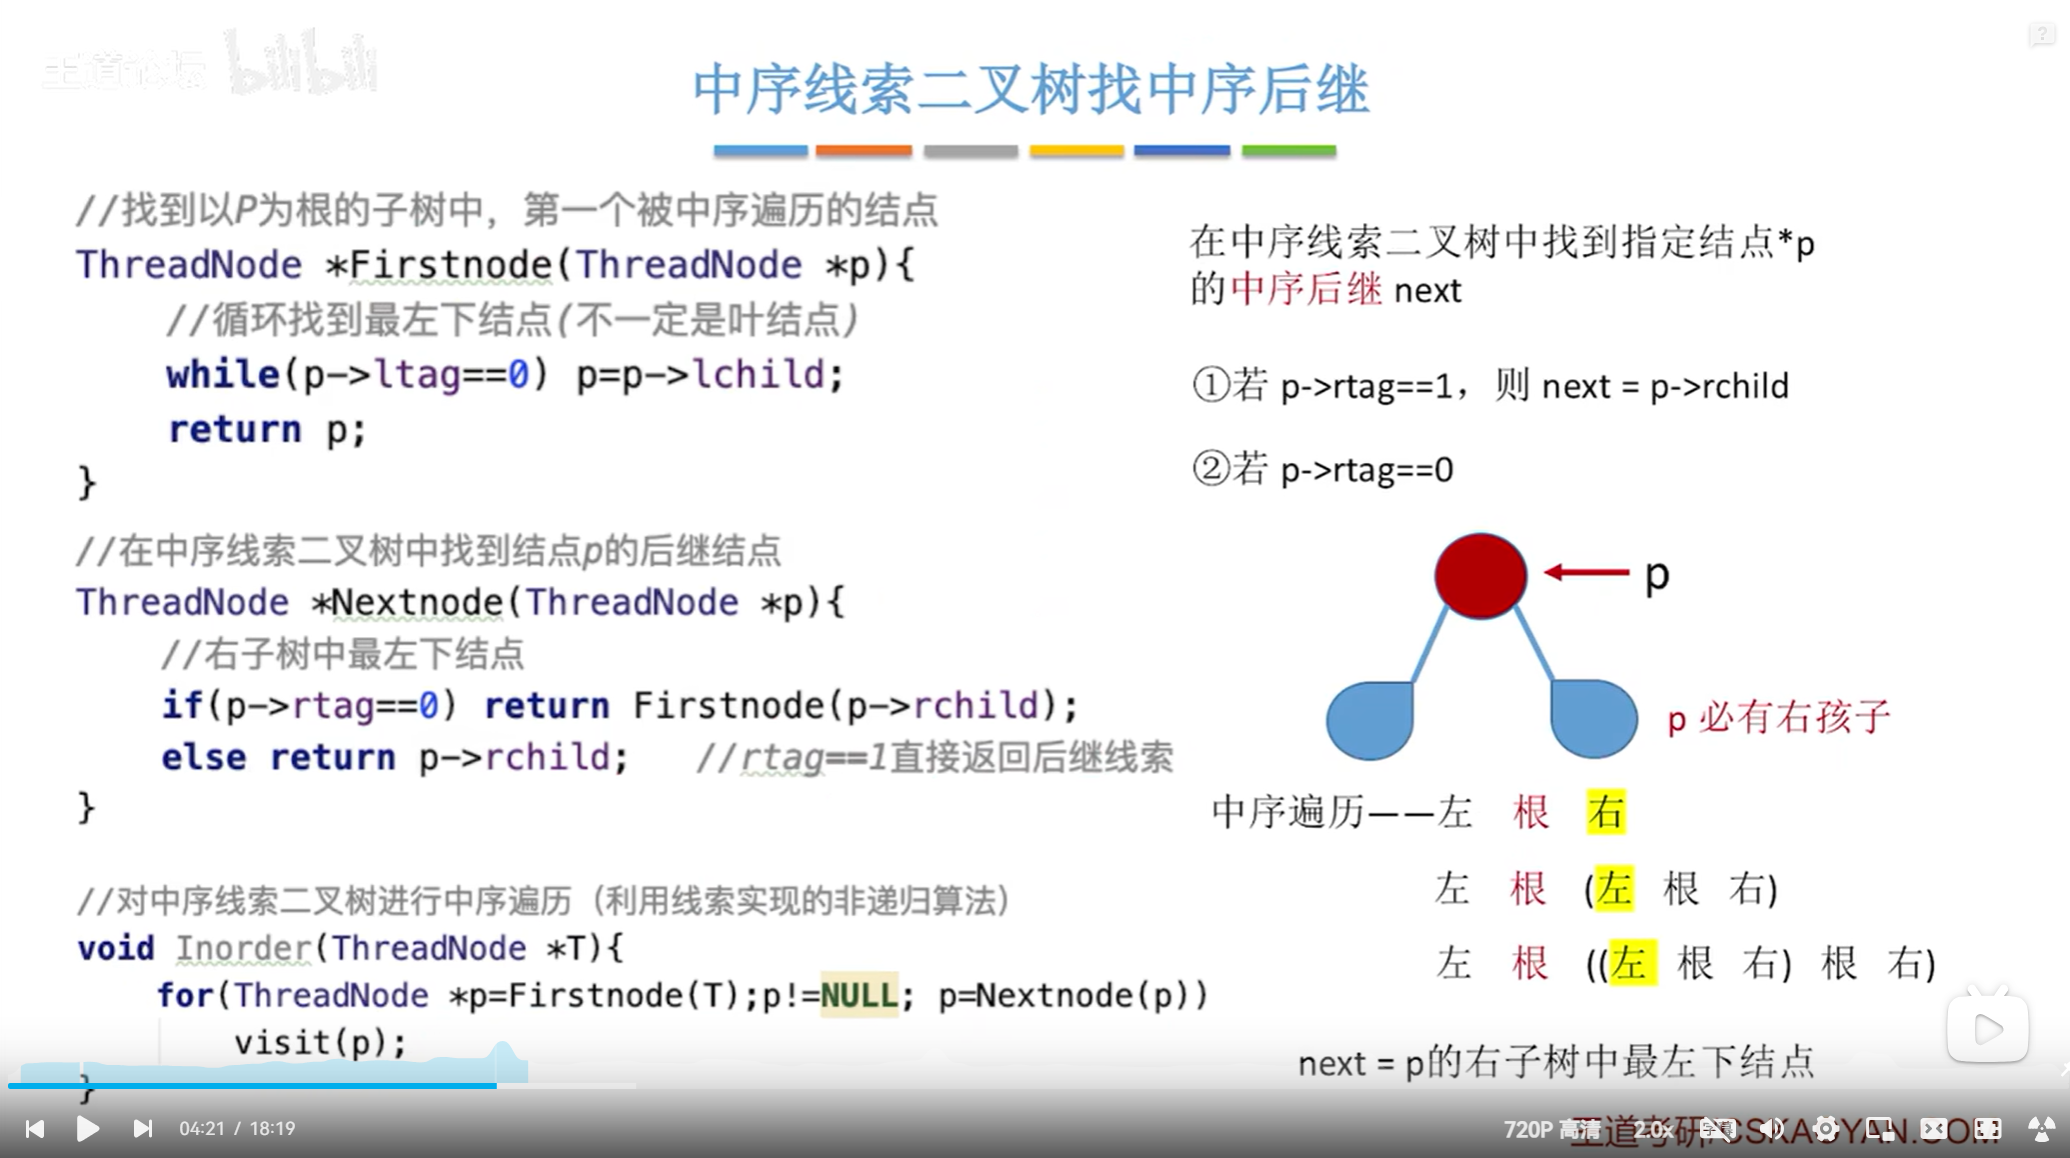 王道论坛 bilibili
中序线索二叉树找中序后继
//找到以P为根的子树中，第一个被中序遍历的结点
ThreadNode *Firstnode(ThreadNode *p){
//循环找到最左下结点(不一定是叶结点)
while(p->ltag==0) p=p->lchild;
return p;
}
//在中序线索二叉树中找到结点p的后继结点
ThreadNode *Nextnode(ThreadNode *p){
//右子树中最左下结点
if(p->rtag==0) return Firstnode(p->rchild);
else return p->rchild; //rtag==1直接返回后继线索
}
//对中序线索二叉树进行中序遍历（利用线索实现的非递归算法）
void Inorder(ThreadNode *T){
for(ThreadNode *p=Firstnode(T);p!=NULL; p=Nextnode(p))
visit(p);
}
在中序线索二叉树中找到指定结点*p
的中序后继 next
①若 p->rtag==1，则 next = p->rchild
②若 p->rtag==0
p
p 必有右孩子
中序遍历——左 根 右
左 根 (左 根 右)
左 根 ((左 根 右) 根 右)
next = p的右子树中最左下结点
王道考研/CSKAOYAN.COM
04:21 / 18:19
720P 高清
2.0x
字幕